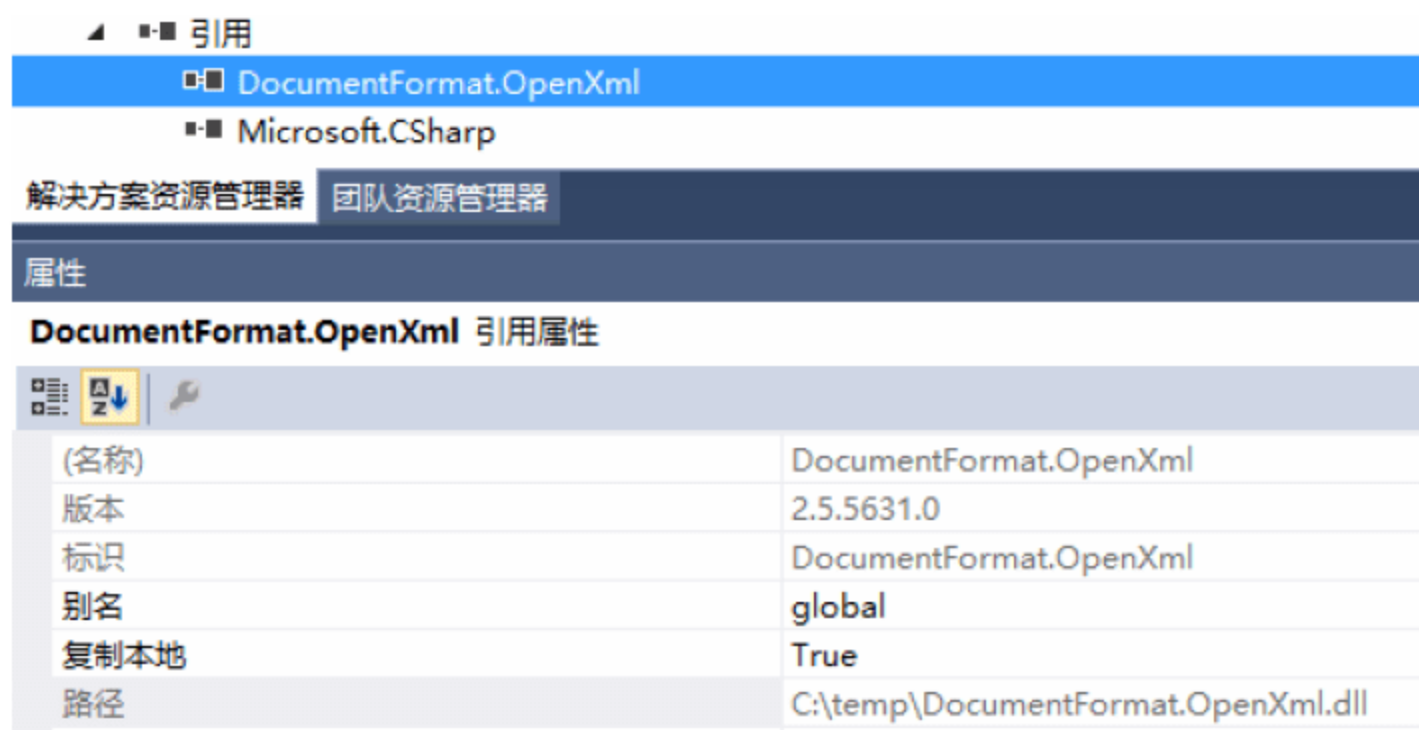 引用
DocumentFormat.OpenXml
Microsoft.CSharp
解决方案资源管理器 团队资源管理器
属性
DocumentFormat.OpenXml 引用属性
(名称) DocumentFormat.OpenXml
版本 2.5.5631.0
标识 DocumentFormat.OpenXml
别名 global
复制本地 True
路径 C:\temp\DocumentFormat.OpenXml.dll